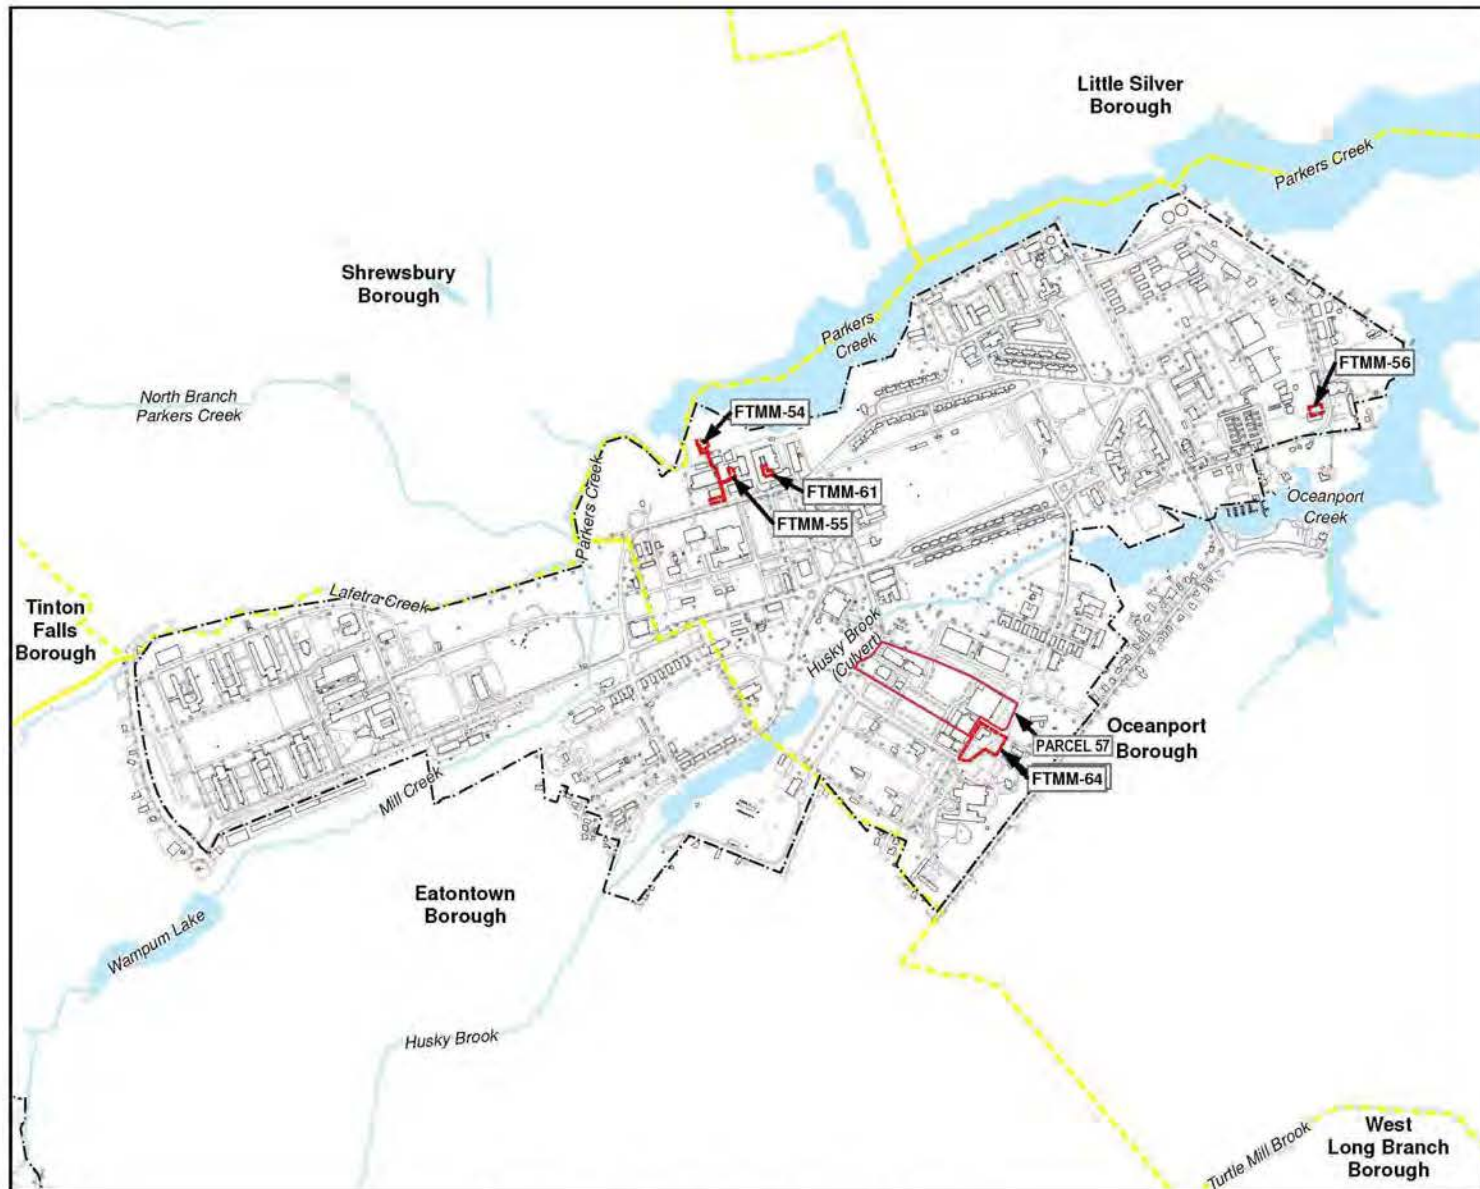 Little Silver
Borough
Parkers Creek
Shrewsbury
Borough
Parkers
Creek
FTMM-56
North Branch
Parkers Creek
FTMM-54
FTMM-61
Parkers Creek
Oceanport
Creek
FTMM-55
Lafetra Creek
Tinton
Falls
Borough
Husky Brook
(Culvert)
Oceanport
Borough
PARCEL 57
FTMM-64
Mill Creek
Eatontown
Borough
Wampum Lake
Husky Brook
West
Long Branch
Borough
Turtle Mill Brook